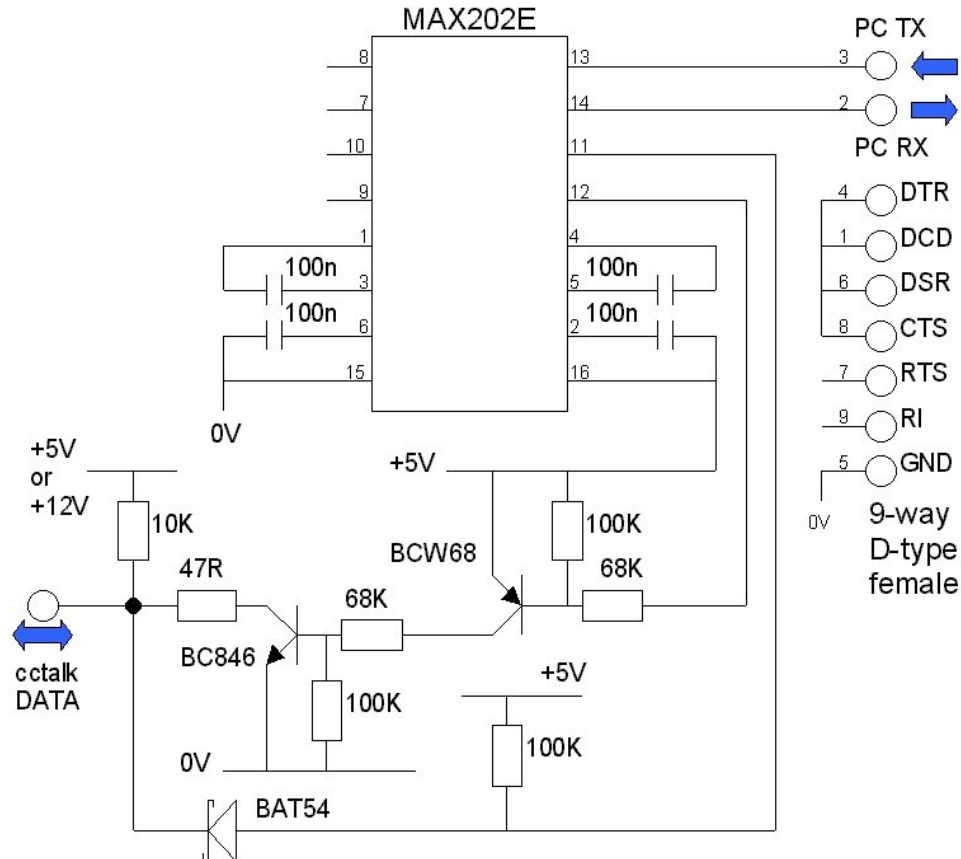 MAX202E
PC TX
8
13
3
7
14
2
PC RX
10
11
9
12
4
DTR
1
4
1
DCD
100n
100n
3
5
6
DSR
100n
100n
6
2
8
CTS
15
16
7
RTS
0V
9
RI
+5V
or
+12V
+5V
5
GND
0V
9-way
D-type
female
10K
100K
BCW68
47R
68K
68K
BC846
cctalk
DATA
100K
+5V
100K
0V
BAT54